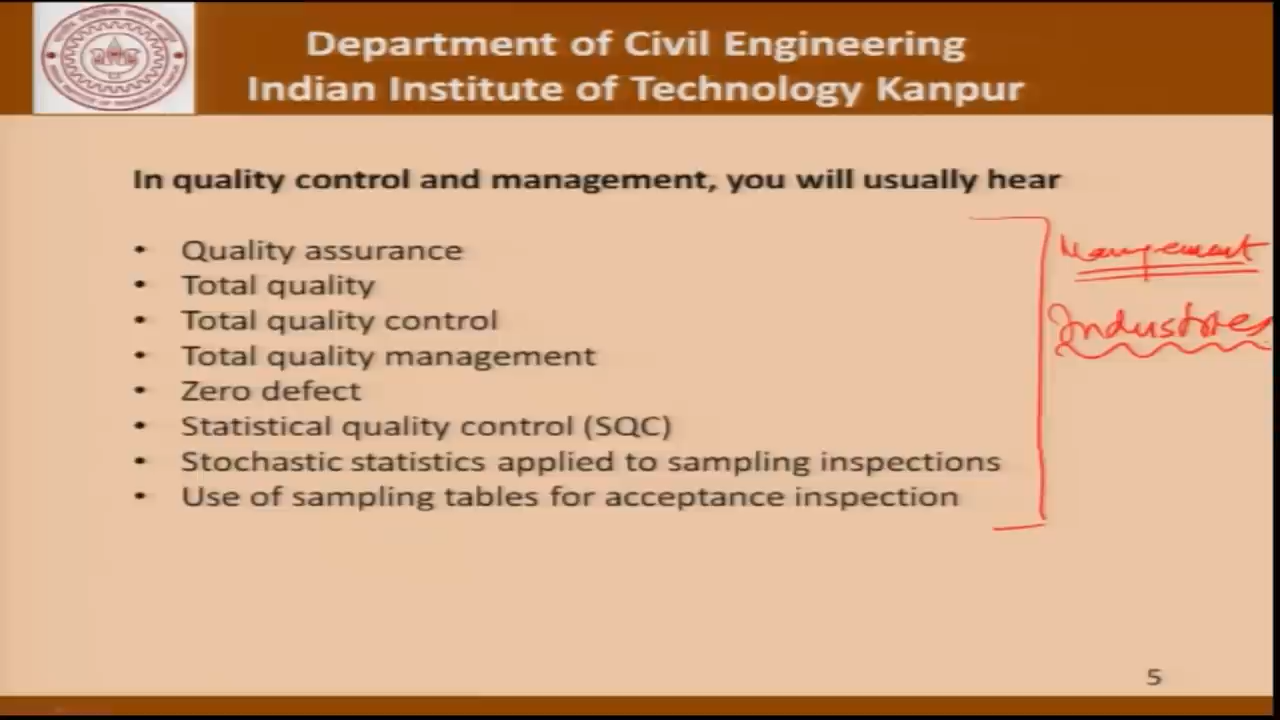 Department of Civil Engineering
Indian Institute of Technology Kanpur
In quality control and management, you will usually hear
• Quality assurance
• Total quality
• Total quality control
• Total quality management
• Zero defect
• Statistical quality control (SQC)
• Stochastic statistics applied to sampling inspections
• Use of sampling tables for acceptance inspection
Management
Industries
5